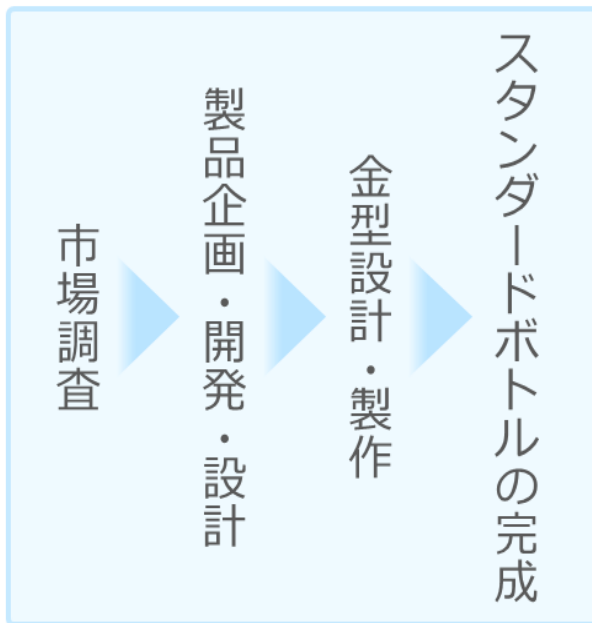 市場調査
製品企画・開発・設計
金型設計・製作
スタンダードボトルの完成